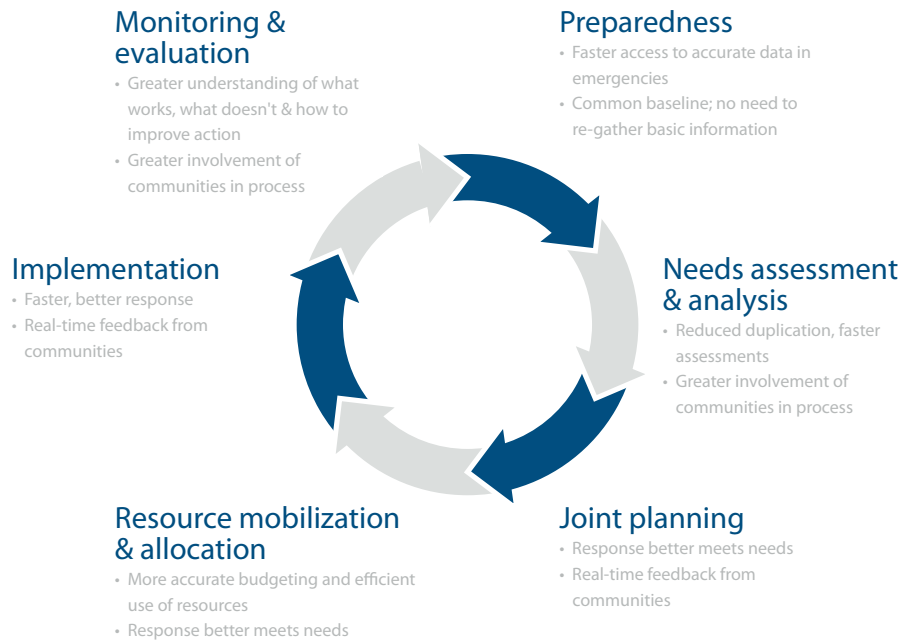 Monitoring &
evaluation
• Greater understanding of what
works, what doesn't & how to
improve action
• Greater involvement of
communities in process
Preparedness
• Faster access to accurate data in
emergencies
• Common baseline; no need to
re-gather basic information
Implementation
• Faster, better response
• Real-time feedback from
communities
Needs assessment
& analysis
• Reduced duplication, faster
assessments
• Greater involvement of
communities in process
Resource mobilization
& allocation
• More accurate budgeting and efficient
use of resources
• Response better meets needs
Joint planning
• Response better meets needs
• Real-time feedback from
communities